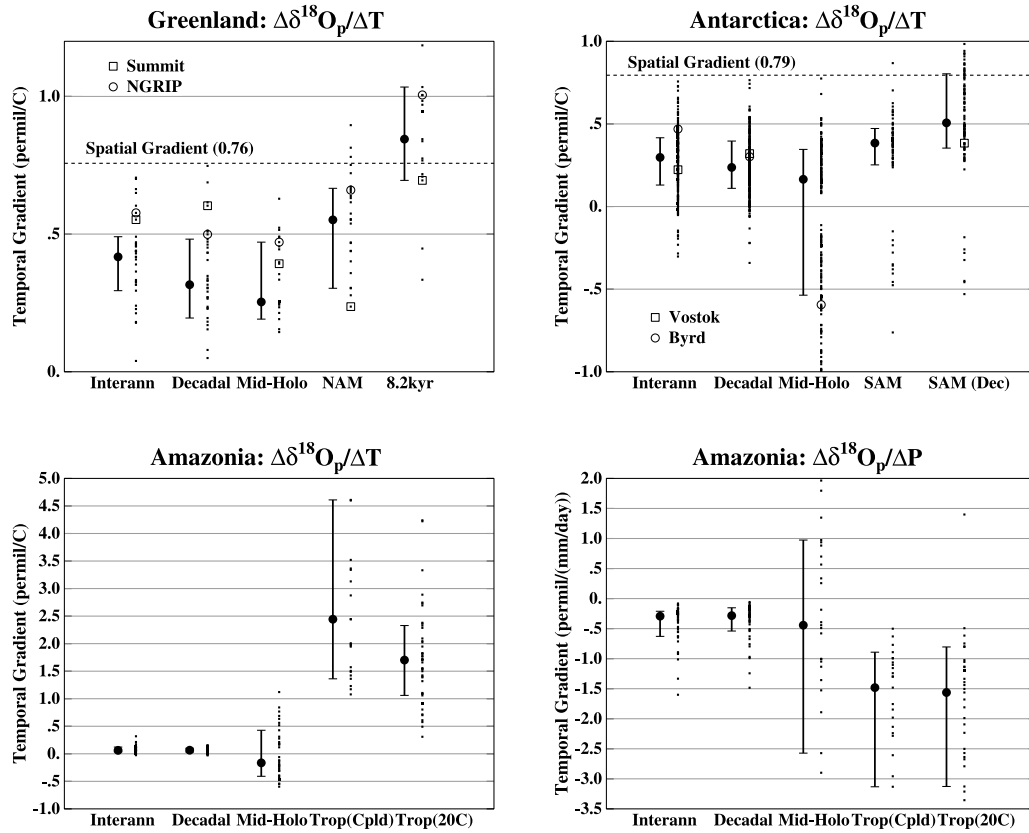 Greenland: Δδ¹⁸Oₚ/ΔT
Summit
NGRIP
Spatial Gradient (0.76)
Temporal Gradient (permil/C)
1.0
.5
0.
Interann Decadal Mid-Holo NAM 8.2kyr
Antarctica: Δδ¹⁸Oₚ/ΔT
Spatial Gradient (0.79)
Temporal Gradient (permil/C)
1.0
0.5
0.0
-.5
-1.0
Vostok
Byrd
Interann Decadal Mid-Holo SAM SAM (Dec)
Amazonia: Δδ¹⁸Oₚ/ΔT
Temporal Gradient (permil/C)
5.0
4.5
4.0
3.5
3.0
2.5
2.0
1.5
1.0
.5
0.
-.5
-1.0
Interann Decadal Mid-Holo Trop(Cpld) Trop(20C)
Amazonia: Δδ¹⁸Oₚ/ΔP
Temporal Gradient (permil/(mm/day))
2.0
1.5
1.0
.5
0.
-0.5
-1.0
-1.5
-2.0
-2.5
-3.0
-3.5
Interann Decadal Mid-Holo Trop(Cpld) Trop(20C)